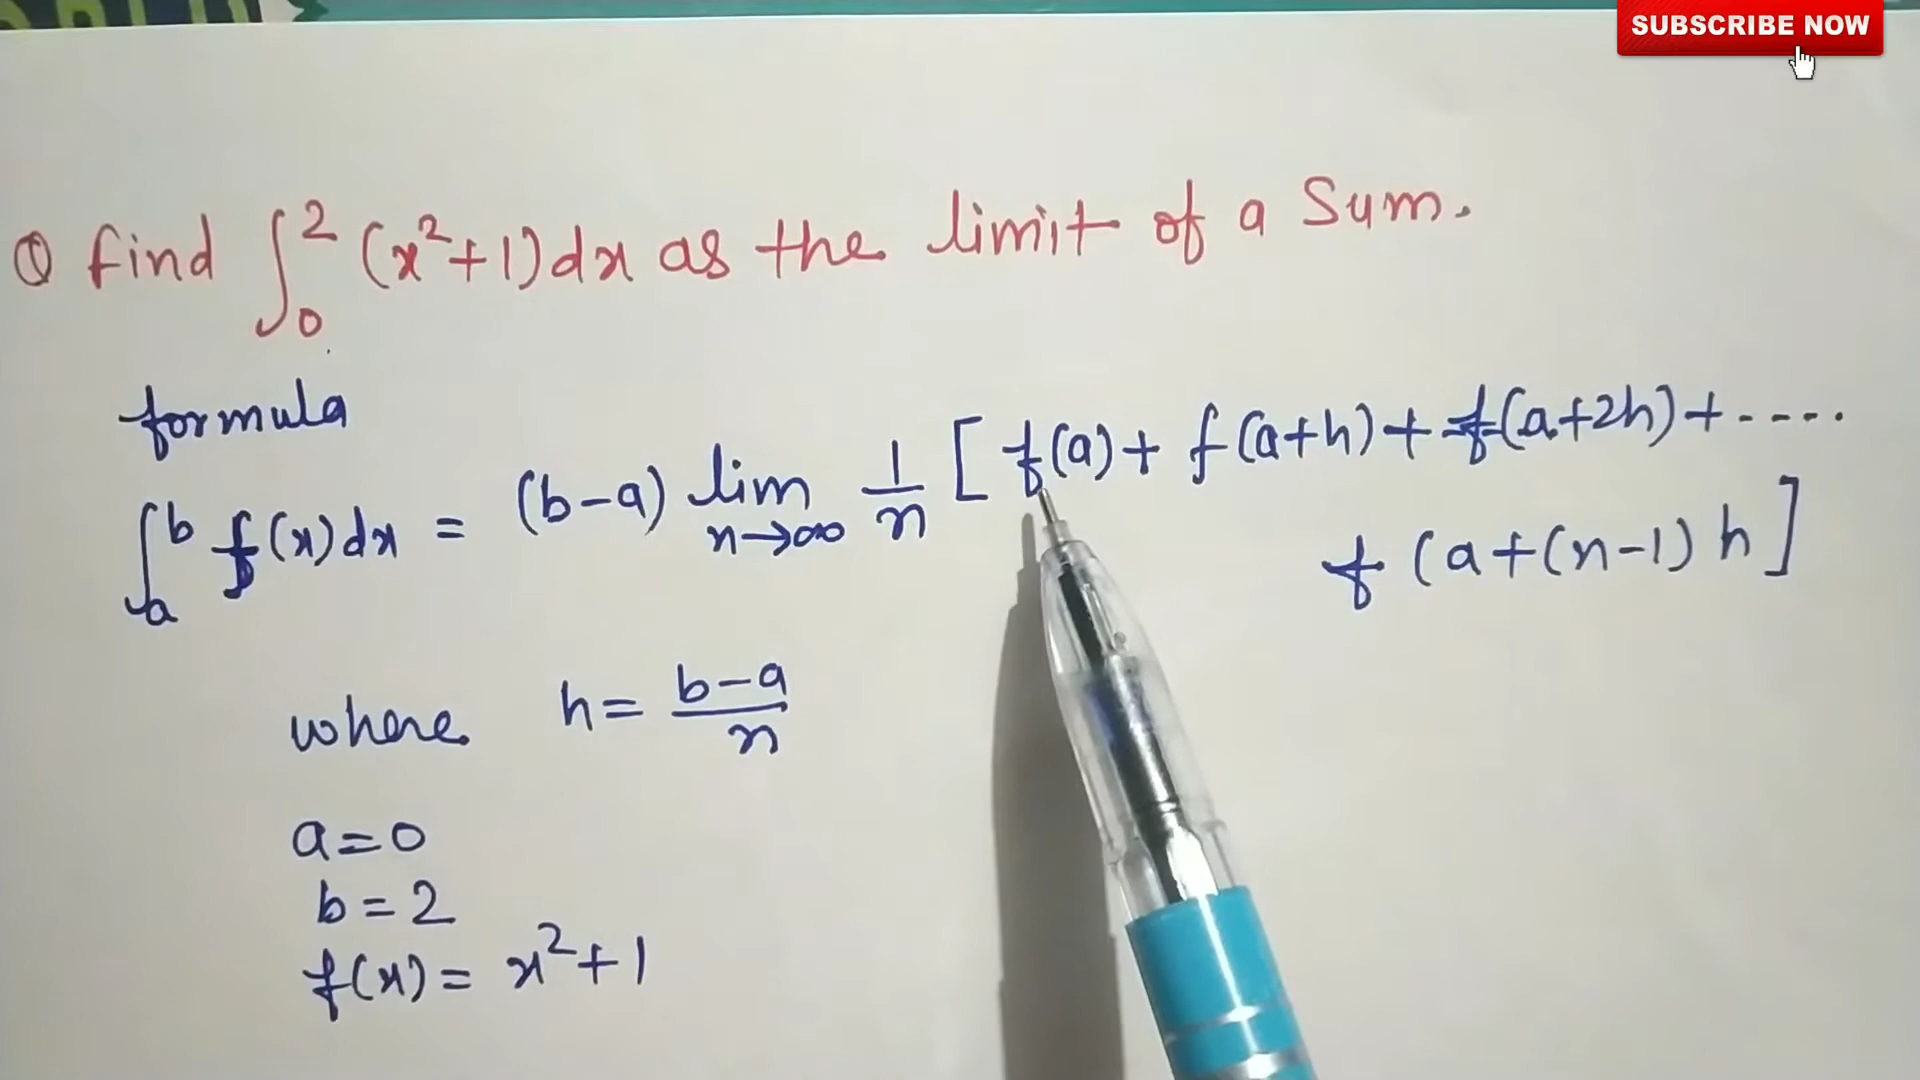 SUBSCRIBE NOW
Q find ∫₀² (x²+1)dx as the limit of a Sum.
formula
∫ₐᵇ f(x)dx = (b-a) lim n→∞ 1/n [f(a) + f(a+h) + f(a+2h) + ....
f(a+(n-1)h]
where h = b-a/n
a=0
b=2
f(x) = x²+1